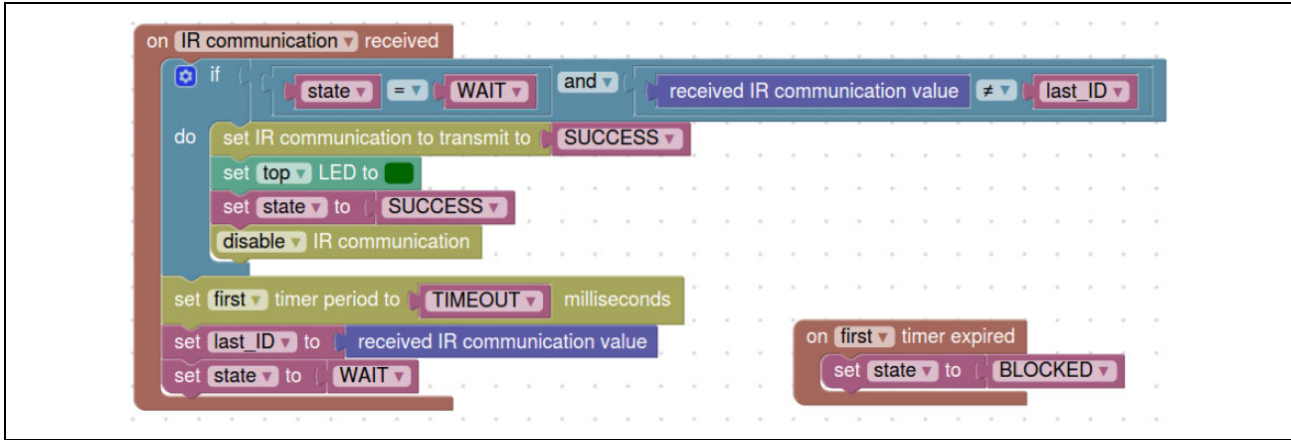 on IR communication received
if state = WAIT and received IR communication value ≠ last_ID
do set IR communication to transmit to SUCCESS
set top LED to
set state to SUCCESS
disable IR communication
set first timer period to TIMEOUT milliseconds
set last_ID to received IR communication value
set state to WAIT
on first timer expired
set state to BLOCKED